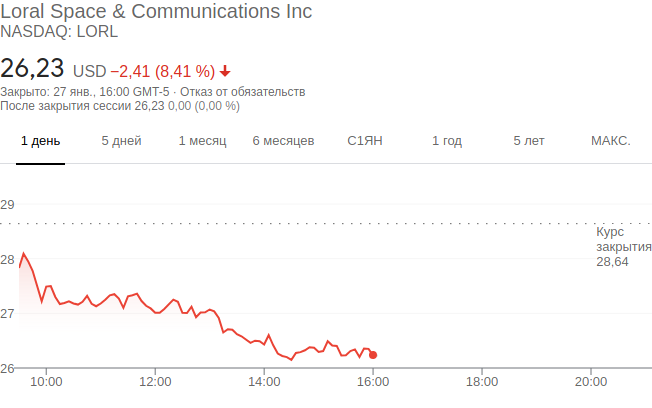 Loral Space & Communications Inc
NASDAQ: LORL
26,23 USD −2,41 (8,41 %)
Закрыто: 27 янв., 16:00 GMT-5 · Отказ от обязательств
После закрытия сессии 26,23 0,00 (0,00 %)
1 день 5 дней 1 месяц 6 месяцев С1ЯН 1 год 5 лет МАКС.
29
Курс
закрытия
28,64
28
27
26
10:00 12:00 14:00 16:00 18:00 20:00